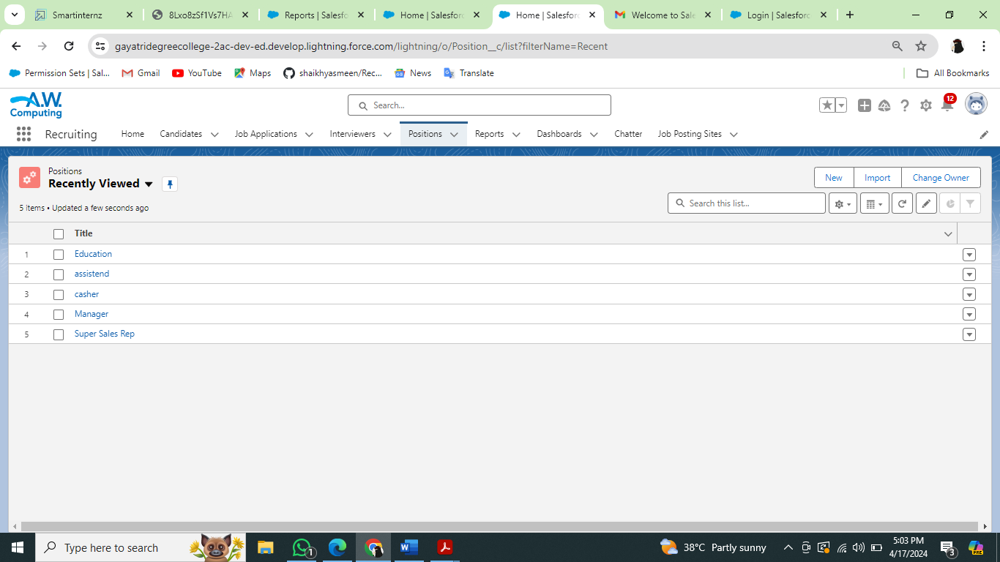 Smartinternz
8Lxo8zSf1Vs7HA
Reports | Salesfo
Home | Salesforc
Home | Salesforc
Welcome to Sale
Login | Salesforc
gayatridegreecollege-2ac-dev-ed.develop.lightning.force.com/lightning/o/Position__c/list?filterName=Recent
Permission Sets | Sal...
Gmail
YouTube
Maps
shaikhyasmeen/Rec...
News
Translate
All Bookmarks
A.W.
Computing
Search...
12
Recruiting
Home
Candidates
Job Applications
Interviewers
Positions
Reports
Dashboards
Chatter
Job Posting Sites
Positions
Recently Viewed
New
Import
Change Owner
5 items • Updated a few seconds ago
Search this list...
Title
1 Education
2 assistend
3 casher
4 Manager
5 Super Sales Rep
Type here to search
1
W
38°C Partly sunny
5:03 PM
4/17/2024
3
PRE